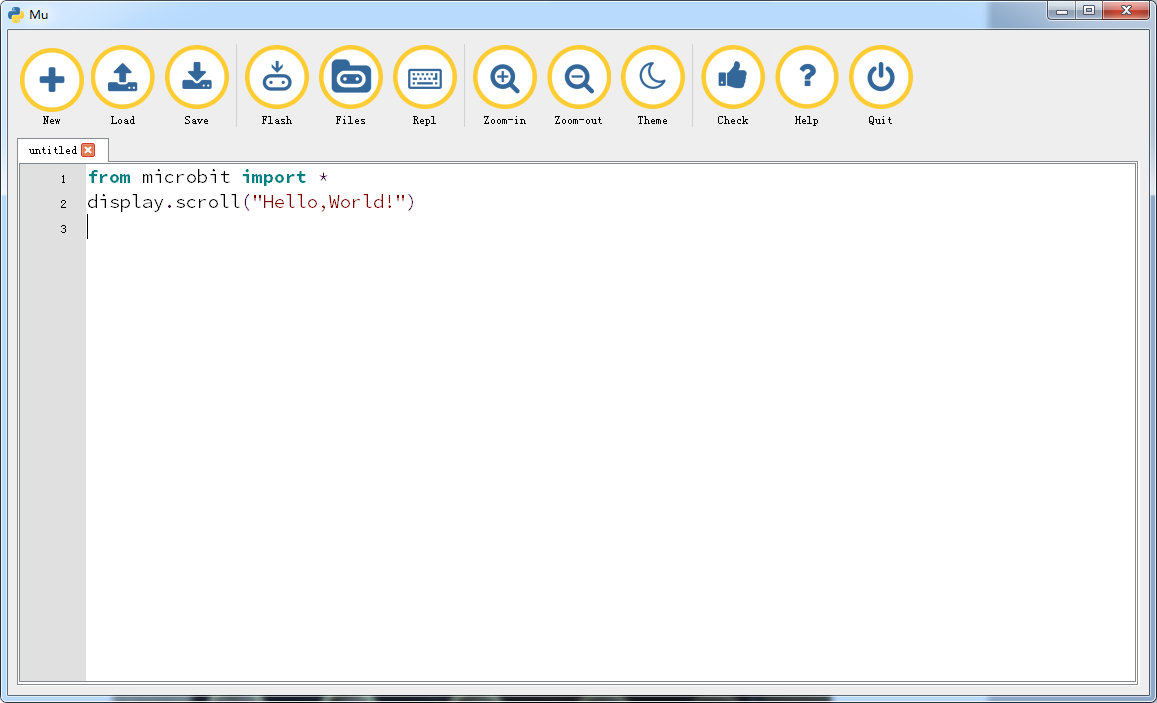 Mu
New Load Save Flash Files Repl Zoom-in Zoom-out Theme Check Help Quit
untitled
1 from microbit import *
2 display.scroll("Hello,World!")
3